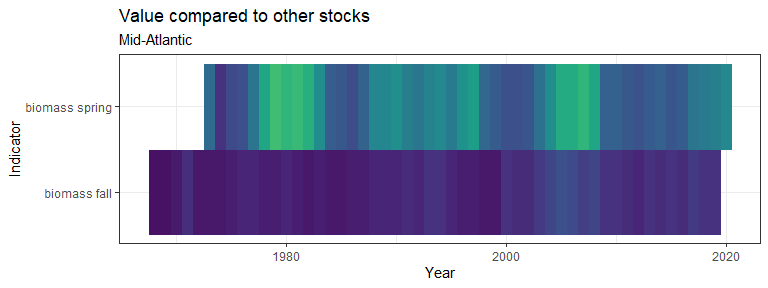 Value compared to other stocks
Mid-Atlantic
Indicator
biomass spring
biomass fall
1980
2000
2020
Year